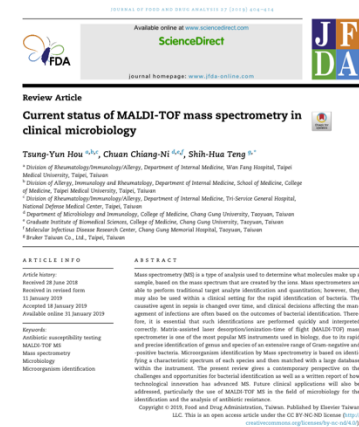 JOURNAL OF FOOD AND DRUG ANALYSIS 27 (2019) 404-414
Available online at www.sciencedirect.com
ScienceDirect
journal homepage: www.jfda-online.com
FDA
J F
D A
Review Article
Current status of MALDI-TOF mass spectrometry in
clinical microbiology
Tsung-Yun Hou a,b,c, Chuan Chiang-Ni d,e,f, Shih-Hua Teng g,*
a Division of Rheumatology/Immunology/Allergy, Department of Internal Medicine, Wan Fang Hospital, Taipei
Medical University, Taipei, Taiwan
b Division of Allergy, Immunology and Rheumatology, Department of Internal Medicine, School of Medicine, College
of Medicine, Taipei Medical University, Taipei, Taiwan
c Division of Rheumatology/Immunology/Allergy, Department of Internal Medicine, Tri-Service General Hospital,
National Defense Medical Center, Taipei, Taiwan
d Department of Microbiology and Immunology, College of Medicine, Chang Gung University, Taoyuan, Taiwan
e Graduate Institute of Biomedical Sciences, College of Medicine, Chang Gung University, Taoyuan, Taiwan
f Molecular Infectious Disease Research Center, Chang Gung Memorial Hospital, Taoyuan, Taiwan
g Bruker Taiwan Co., Ltd., Taipei, Taiwan
ARTICLE INFO
Article history:
Received 28 June 2018
Received in revised form
11 January 2019
Accepted 18 January 2019
Available online 31 January 2019
Keywords:
Antibiotic susceptibility testing
MALDI-TOF MS
Mass spectrometry
Microbiology
Microorganism identification
ABSTRACT
Mass spectrometry (MS) is a type of analysis used to determine what molecules make up a
sample, based on the mass spectrum that are created by the ions. Mass spectrometers are
able to perform traditional target analyte identification and quantitation; however, they
may also be used within a clinical setting for the rapid identification of bacteria. The
causative agent in sepsis is changed over time, and clinical decisions affecting the man-
agement of infections are often based on the outcomes of bacterial identification. There-
fore, it is essential that such identifications are performed quickly and interpreted
correctly. Matrix-assisted laser desorption/ionization-time of flight (MALDI-TOF) mass
spectrometer is one of the most popular MS instruments used in biology, due to its rapid
and precise identification of genus and species of an extensive range of Gram-negative and
-positive bacteria. Microorganism identification by Mass spectrometry is based on identi-
fying a characteristic spectrum of each species and then matched with a large database
within the instrument. The present review gives a contemporary perspective on the
challenges and opportunities for bacterial identification as well as a written report of how
technological innovation has advanced MS. Future clinical applications will also be
addressed, particularly the use of MALDI-TOF MS in the field of microbiology for the
identification and the analysis of antibiotic resistance.
Copyright © 2019, Food and Drug Administration, Taiwan. Published by Elsevier Taiwan
LLC. This is an open access article under the CC BY-NC-ND license (http://
creativecommons.org/licenses/by-nc-nd/4.0/).